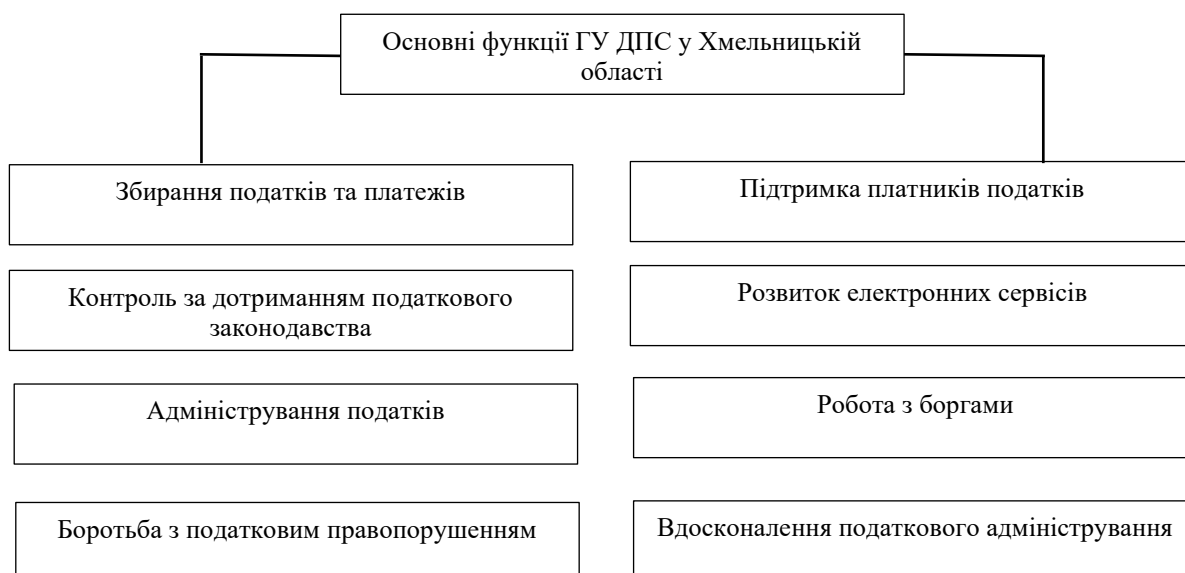 Основні функції ГУ ДПС у Хмельницькій
області
Збирання податків та платежів
Підтримка платників податків
Контроль за дотриманням податкового
законодавства
Розвиток електронних сервісів
Адміністрування податків
Робота з боргами
Боротьба з податковим правопорушенням
Вдосконалення податкового адміністрування